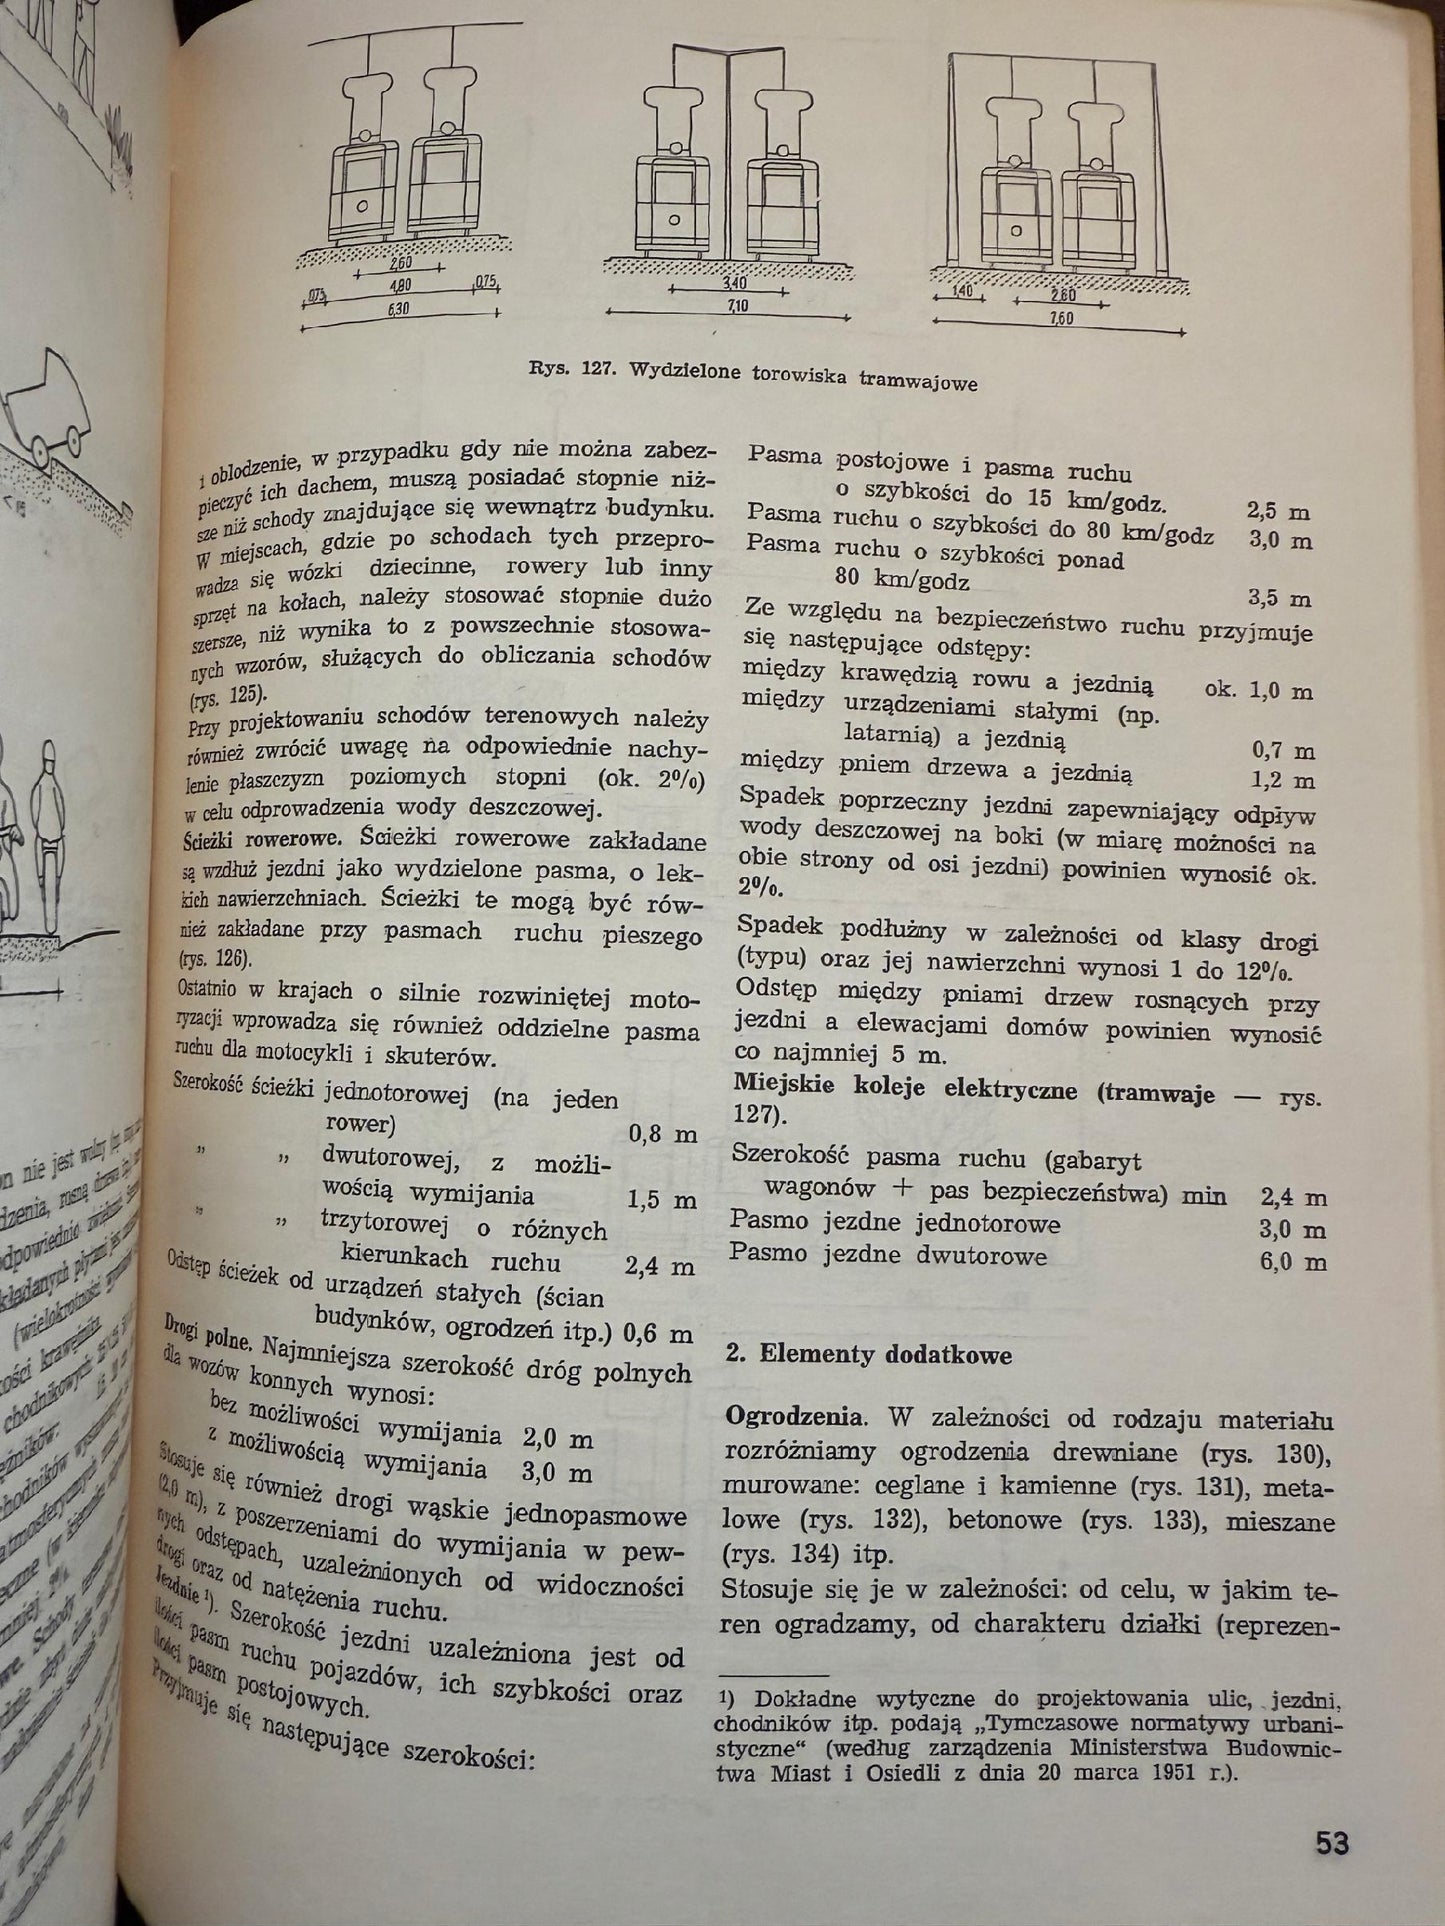 2,60
0,75
4,80
0,75
6,30
3,40
7,10
1,40
2,60
7,60
Rys. 127. Wydzielone torowiska tramwajowe
i oblodzenie, w przypadku gdy nie można zabez-
pieczyć ich dachem, muszą posiadać stopnie niż-
sze niż schody znajdujące się wewnątrz budynku.
W miejscach, gdzie po schodach tych przepro-
wadza się wózki dziecinne, rowery lub inny
sprzęt na kołach, należy stosować stopnie dużo
szersze, niż wynika to z powszechnie stosowa-
nych wzorów, służących do obliczania schodów
(rys. 125).
Przy projektowaniu schodów terenowych należy
również zwrócić uwagę na odpowiednie nachy-
lenie płaszczyzn poziomych stopni (ok. 2%)
w celu odprowadzenia wody deszczowej.
Ścieżki rowerowe. Ścieżki rowerowe zakładane
są wzdłuż jezdni jako wydzielone pasma, o lek-
kich nawierzchniach. Ścieżki te mogą być rów-
nież zakładane przy pasmach ruchu pieszego
(rys. 126).
Ostatnio w krajach o silnie rozwiniętej moto-
ryzacji wprowadza się również oddzielne pasma
ruchu dla motocykli i skuterów.
Szerokość ścieżki jednotorowej (na jeden
rower) 0,8 m
„ „ dwutorowej, z możli-
wością wymijania 1,5 m
„ „ trzytorowej o różnych
kierunkach ruchu 2,4 m
Odstęp ścieżek od urządzeń stałych (ścian
budynków, ogrodzeń itp.) 0,6 m
Drogi polne. Najmniejsza szerokość dróg polnych
dla wozów konnych wynosi:
bez możliwości wymijania 2,0 m
z możliwością wymijania 3,0 m
Stosuje się również drogi wąskie jednopasmowe
(2,0 m), z poszerzeniami do wymijania w pew-
nych odstępach, uzależnionych od widoczności
drogi oraz od natężenia ruchu.
Jezdnie ¹). Szerokość jezdni uzależniona jest od
ilości pasm ruchu pojazdów, ich szybkości oraz
ilości pasm postojowych.
Przyjmuje się następujące szerokości:
Pasma postojowe i pasma ruchu
o szybkości do 15 km/godz. 2,5 m
Pasma ruchu o szybkości do 80 km/godz 3,0 m
Pasma ruchu o szybkości ponad
80 km/godz 3,5 m
Ze względu na bezpieczeństwo ruchu przyjmuje
się następujące odstępy:
między krawędzią rowu a jezdnią ok. 1,0 m
między urządzeniami stałymi (np.
latarnią) a jezdnią 0,7 m
między pniem drzewa a jezdnią 1,2 m
Spadek poprzeczny jezdni zapewniający odpływ
wody deszczowej na boki (w miarę możności na
obie strony od osi jezdni) powinien wynosić ok.
2%.
Spadek podłużny w zależności od klasy drogi
(typu) oraz jej nawierzchni wynosi 1 do 12%.
Odstęp między pniami drzew rosnących przy
jezdni a elewacjami domów powinien wynosić
co najmniej 5 m.
Miejskie koleje elektryczne (tramwaje — rys.
127).
Szerokość pasma ruchu (gabaryt
wagonów + pas bezpieczeństwa) min 2,4 m
Pasmo jezdne jednotorowe 3,0 m
Pasmo jezdne dwutorowe 6,0 m
2. Elementy dodatkowe
Ogrodzenia. W zależności od rodzaju materiału
rozróżniamy ogrodzenia drewniane (rys. 130),
murowane: ceglane i kamienne (rys. 131), meta-
lowe (rys. 132), betonowe (rys. 133), mieszane
(rys. 134) itp.
Stosuje się je w zależności: od celu, w jakim te-
ren ogradzamy, od charakteru działki (reprezen-
¹) Dokładne wytyczne do projektowania ulic, jezdni,
chodników itp. podają „Tymczasowe normatywy urbani-
styczne“ (według zarządzenia Ministerstwa Budownic-
twa Miast i Osiedli z dnia 20 marca 1951 r.).
53